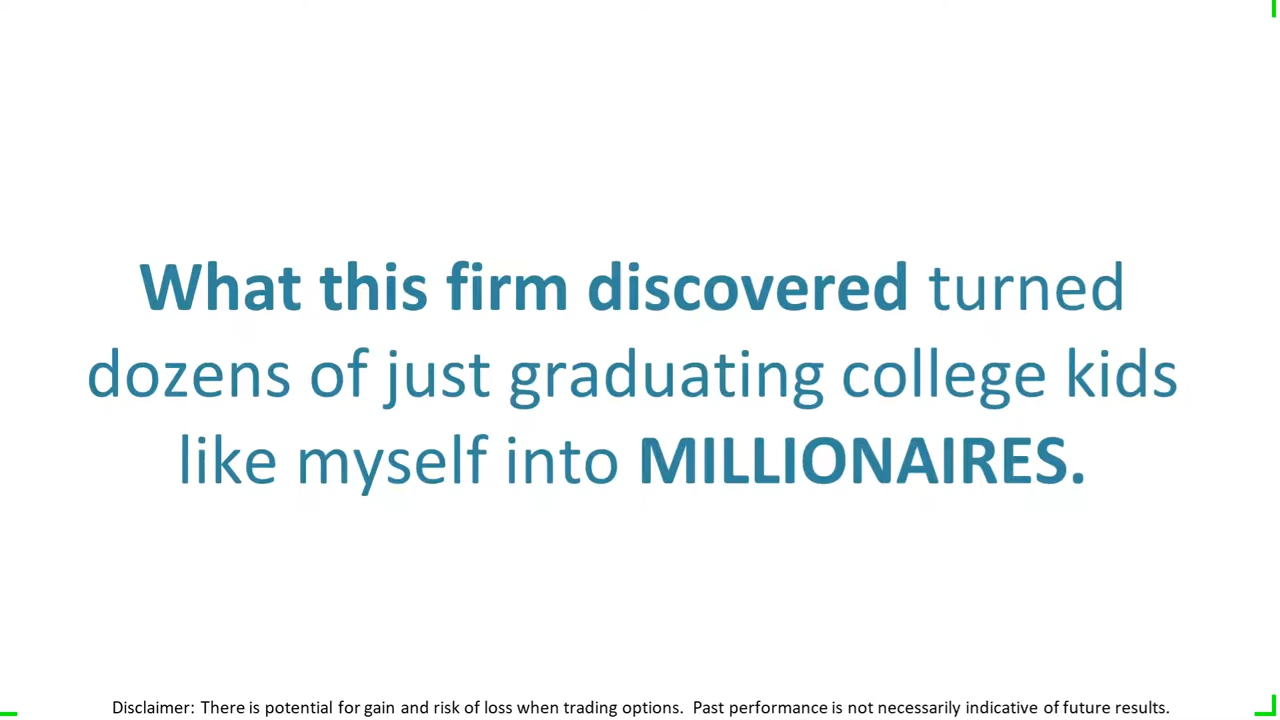 What this firm discovered turned
dozens of just graduating college kids
like myself into MILLIONAIRES.
Disclaimer: There is potential for gain and risk of loss when trading options.  Past performance is not necessarily indicative of future results.